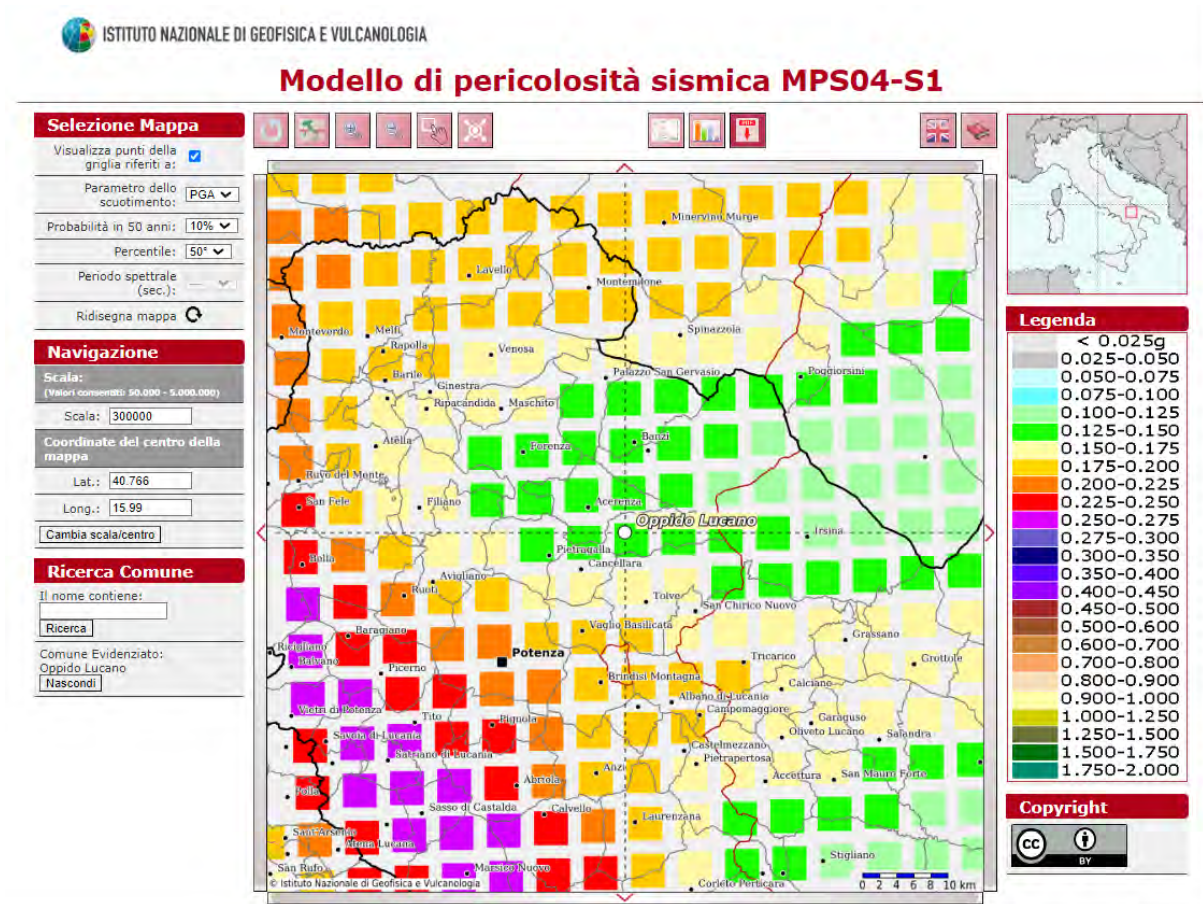 ISTITUTO NAZIONALE DI GEOFISICA E VULCANOLOGIA
Modello di pericolosità sismica MPS04-S1
Selezione Mappa
Visualizza punti della
griglia riferiti a:
Parametro dello
scuotimento:
PGA
Probabilità in 50 anni:
10%
Percentile:
50°
Periodo spettrale
(sec.):
Ridisegna mappa
Navigazione
Scala:
(Valori consentiti: 50.000 - 5.000.000)
Scala: 300000
Coordinate del centro della
mappa
Lat.: 40.766
Long.: 15.99
Cambia scala/centro
Ricerca Comune
Il nome contiene:
Ricerca
Comune Evidenziato:
Oppido Lucano
Nascondi
PDF
Minervino Murge
Lavello
Montemilone
Monteverde
Melfi
Spinazzola
Rapolla
Venosa
Barile
Palazzo San Gervasio
Poggiorsini
Ginestra
Ripacandida
Maschito
Atella
Forenza
Banzi
Ruvo del Monte
San Fele
Filiano
Acerenza
Oppido Lucano
Irsina
Pietragalla
Bella
Cancellara
Avigliano
Ruoti
Tolve
San Chirico Nuovo
Vaglio Basilicata
Baragiano
Grassano
Ricigliano
Balvano
Potenza
Picerno
Tricarico
Grottole
Brindisi Montagna
Calciano
Albano di Lucania
Vietri di Potenza
Campomaggiore
Tito
Pignola
Garaguso
Savoia di Lucania
Oliveto Lucano
Salandra
Satriano di Lucania
Castelmezzano
Pietrapertosa
Anzi
Abriola
Accettura
San Mauro Forte
Polla
Sasso di Castalda
Calvello
Laurenzana
Sant'Arsenio
Atena Lucana
Stigliano
San Rufo
Marsico Nuovo
Corleto Perticara
© Istituto Nazionale di Geofisica e Vulcanologia
0 2 4 6 8 10 km
Legenda
< 0.025g
0.025-0.050
0.050-0.075
0.075-0.100
0.100-0.125
0.125-0.150
0.150-0.175
0.175-0.200
0.200-0.225
0.225-0.250
0.250-0.275
0.275-0.300
0.300-0.350
0.350-0.400
0.400-0.450
0.450-0.500
0.500-0.600
0.600-0.700
0.700-0.800
0.800-0.900
0.900-1.000
1.000-1.250
1.250-1.500
1.500-1.750
1.750-2.000
Copyright
CC
BY